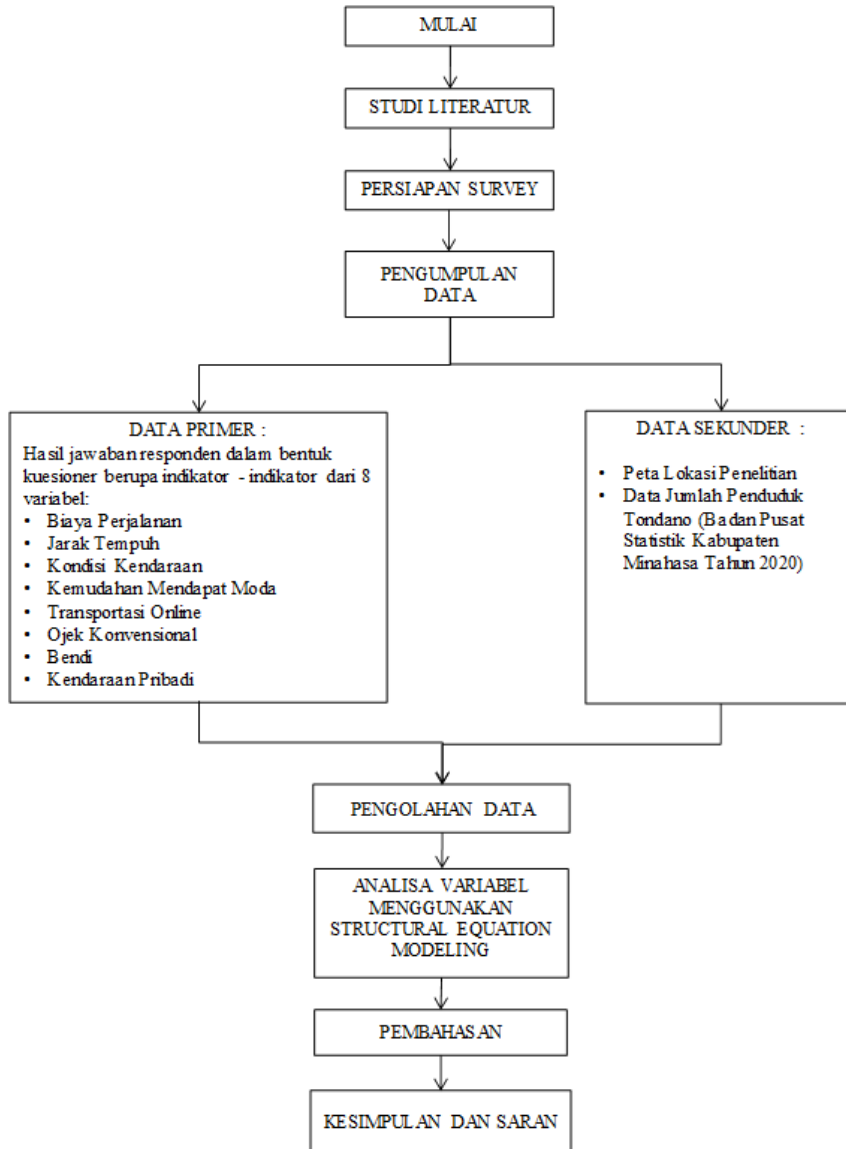 MULAI
STUDI LITERATUR
PERSIAPAN SURVEY
PENGUMPULAN
DATA
DATA PRIMER :
Hasil jawaban responden dalam bentuk
kuesioner berupa indikator - indikator dari 8
variabel:
• Biaya Perjalanan
• Jarak Tempuh
• Kondisi Kendaraan
• Kemudahan Mendapat Moda
• Transportasi Online
• Ojek Konvensional
• Bendi
• Kendaraan Pribadi
DATA SEKUNDER :
• Peta Lokasi Penelitian
• Data Jumlah Penduduk
Tondano (Badan Pusat
Statistik Kabupaten
Minahasa Tahun 2020)
PENGOLAHAN DATA
ANALISA VARIABEL
MENGGUNAKAN
STRUCTURAL EQUATION
MODELING
PEMBAHASAN
KESIMPULAN DAN SARAN